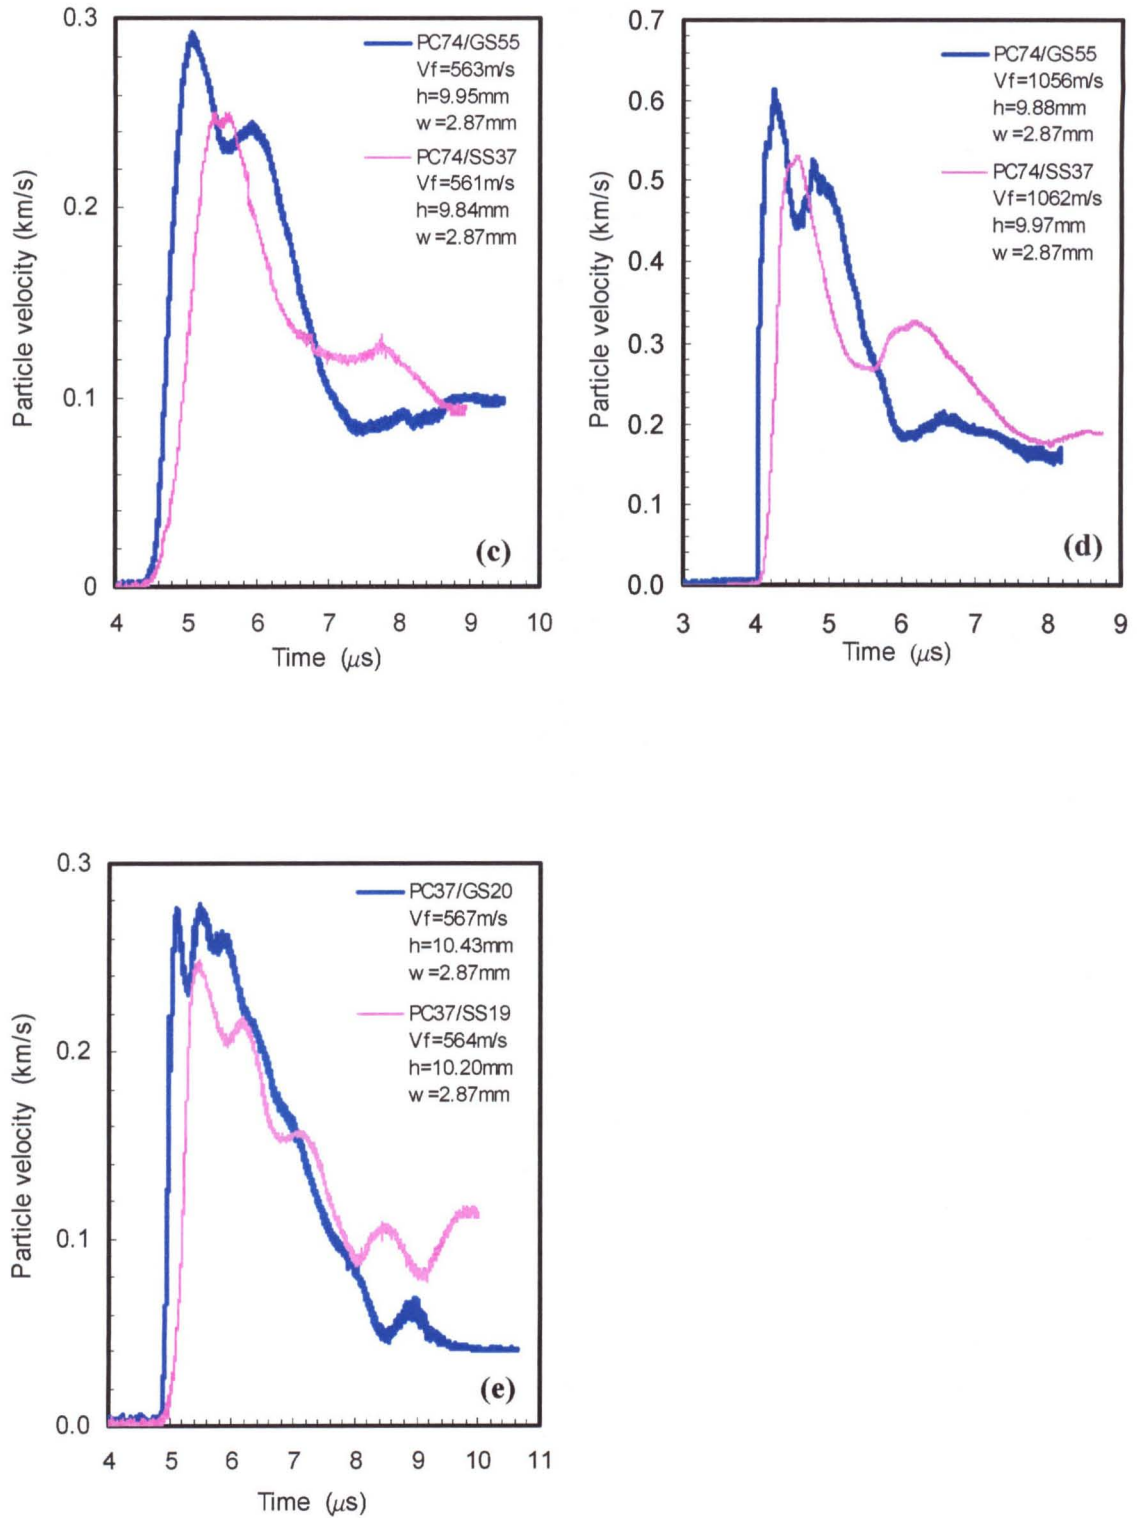 0.3
0.2
0.1
0
Particle velocity (km/s)
PC74/GS55
Vf=563m/s
h=9.95mm
w=2.87mm
PC74/SS37
Vf=561m/s
h=9.84mm
w=2.87mm
(c)
4 5 6 7 8 9 10
Time (μs)
0.7
0.6
0.5
0.4
0.3
0.2
0.1
0.0
Particle velocity (km/s)
PC74/GS55
Vf=1056m/s
h=9.88mm
w=2.87mm
PC74/SS37
Vf=1062m/s
h=9.97mm
w=2.87mm
(d)
3 4 5 6 7 8 9
Time (μs)
0.3
0.2
0.1
0.0
Particle velocity (km/s)
PC37/GS20
Vf=567m/s
h=10.43mm
w=2.87mm
PC37/SS19
Vf=564m/s
h=10.20mm
w=2.87mm
(e)
4 5 6 7 8 9 10 11
Time (μs)